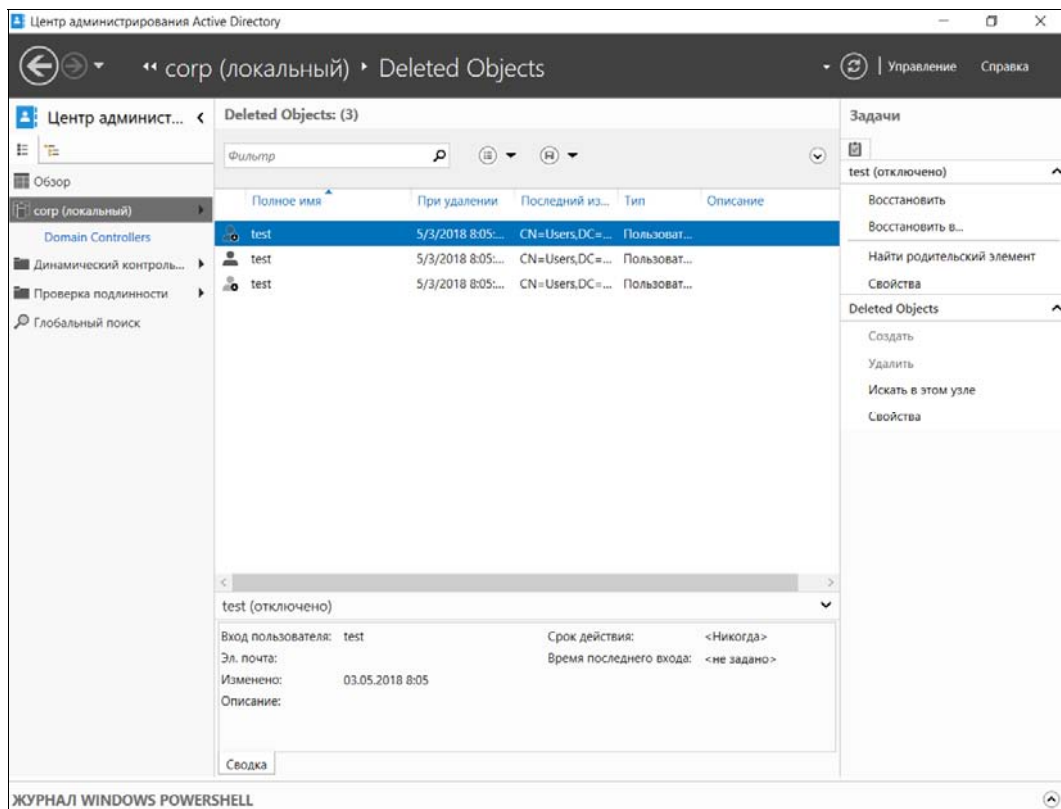 Центр администрирования Active Directory
corp (локальный) Deleted Objects
Управление
Справка
Центр админист...
Обзор
corp (локальный)
Domain Controllers
Динамический контроль...
Проверка подлинности
Глобальный поиск
Deleted Objects: (3)
Фильтр
Полное имя При удалении Последний из... Тип Описание
test 5/3/2018 8:05:... CN=Users,DC=... Пользоват...
test 5/3/2018 8:05:... CN=Users,DC=... Пользоват...
test 5/3/2018 8:05:... CN=Users,DC=... Пользоват...
test (отключено)
Вход пользователя: test Срок действия: <Никогда>
Эл. почта: Время последнего входа: <не задано>
Изменено: 03.05.2018 8:05
Описание:
Сводка
Задачи
test (отключено)
Восстановить
Восстановить в...
Найти родительский элемент
Свойства
Deleted Objects
Создать
Удалить
Искать в этом узле
Свойства
ЖУРНАЛ WINDOWS POWERSHELL